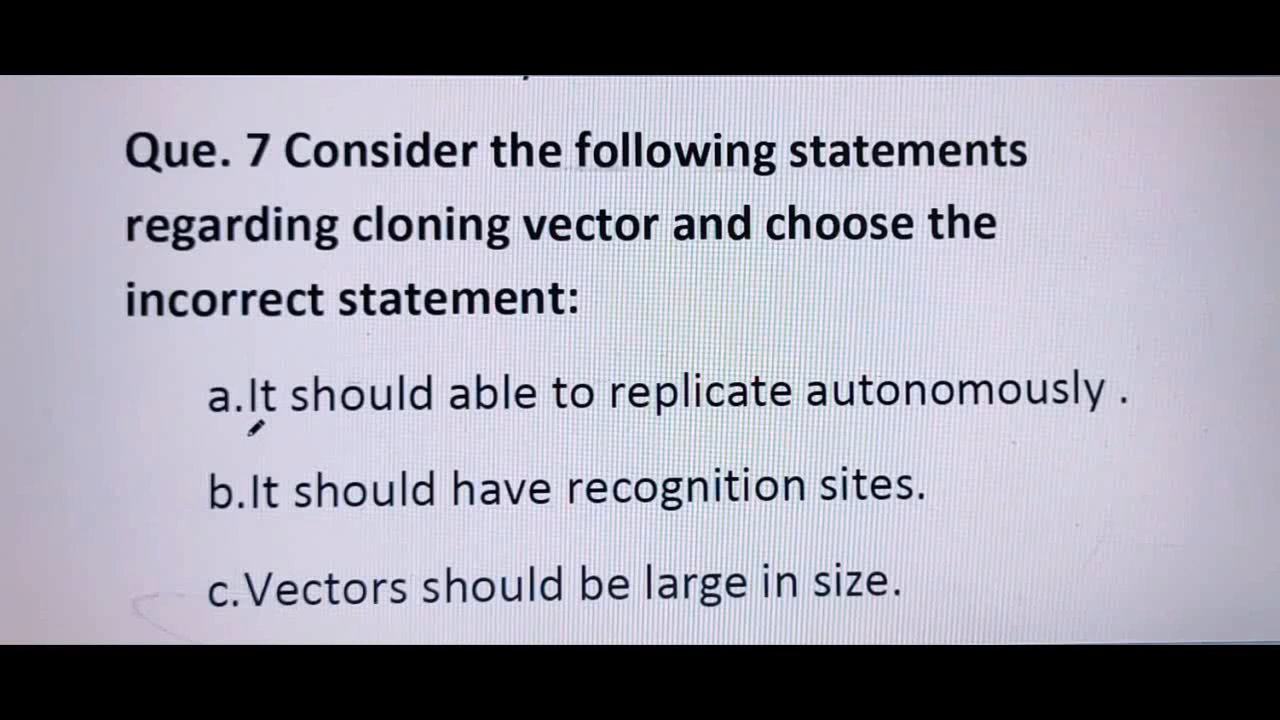 Que. 7 Consider the following statements
regarding cloning vector and choose the
incorrect statement:
a.It should able to replicate autonomously .
b.It should have recognition sites.
c.Vectors should be large in size.